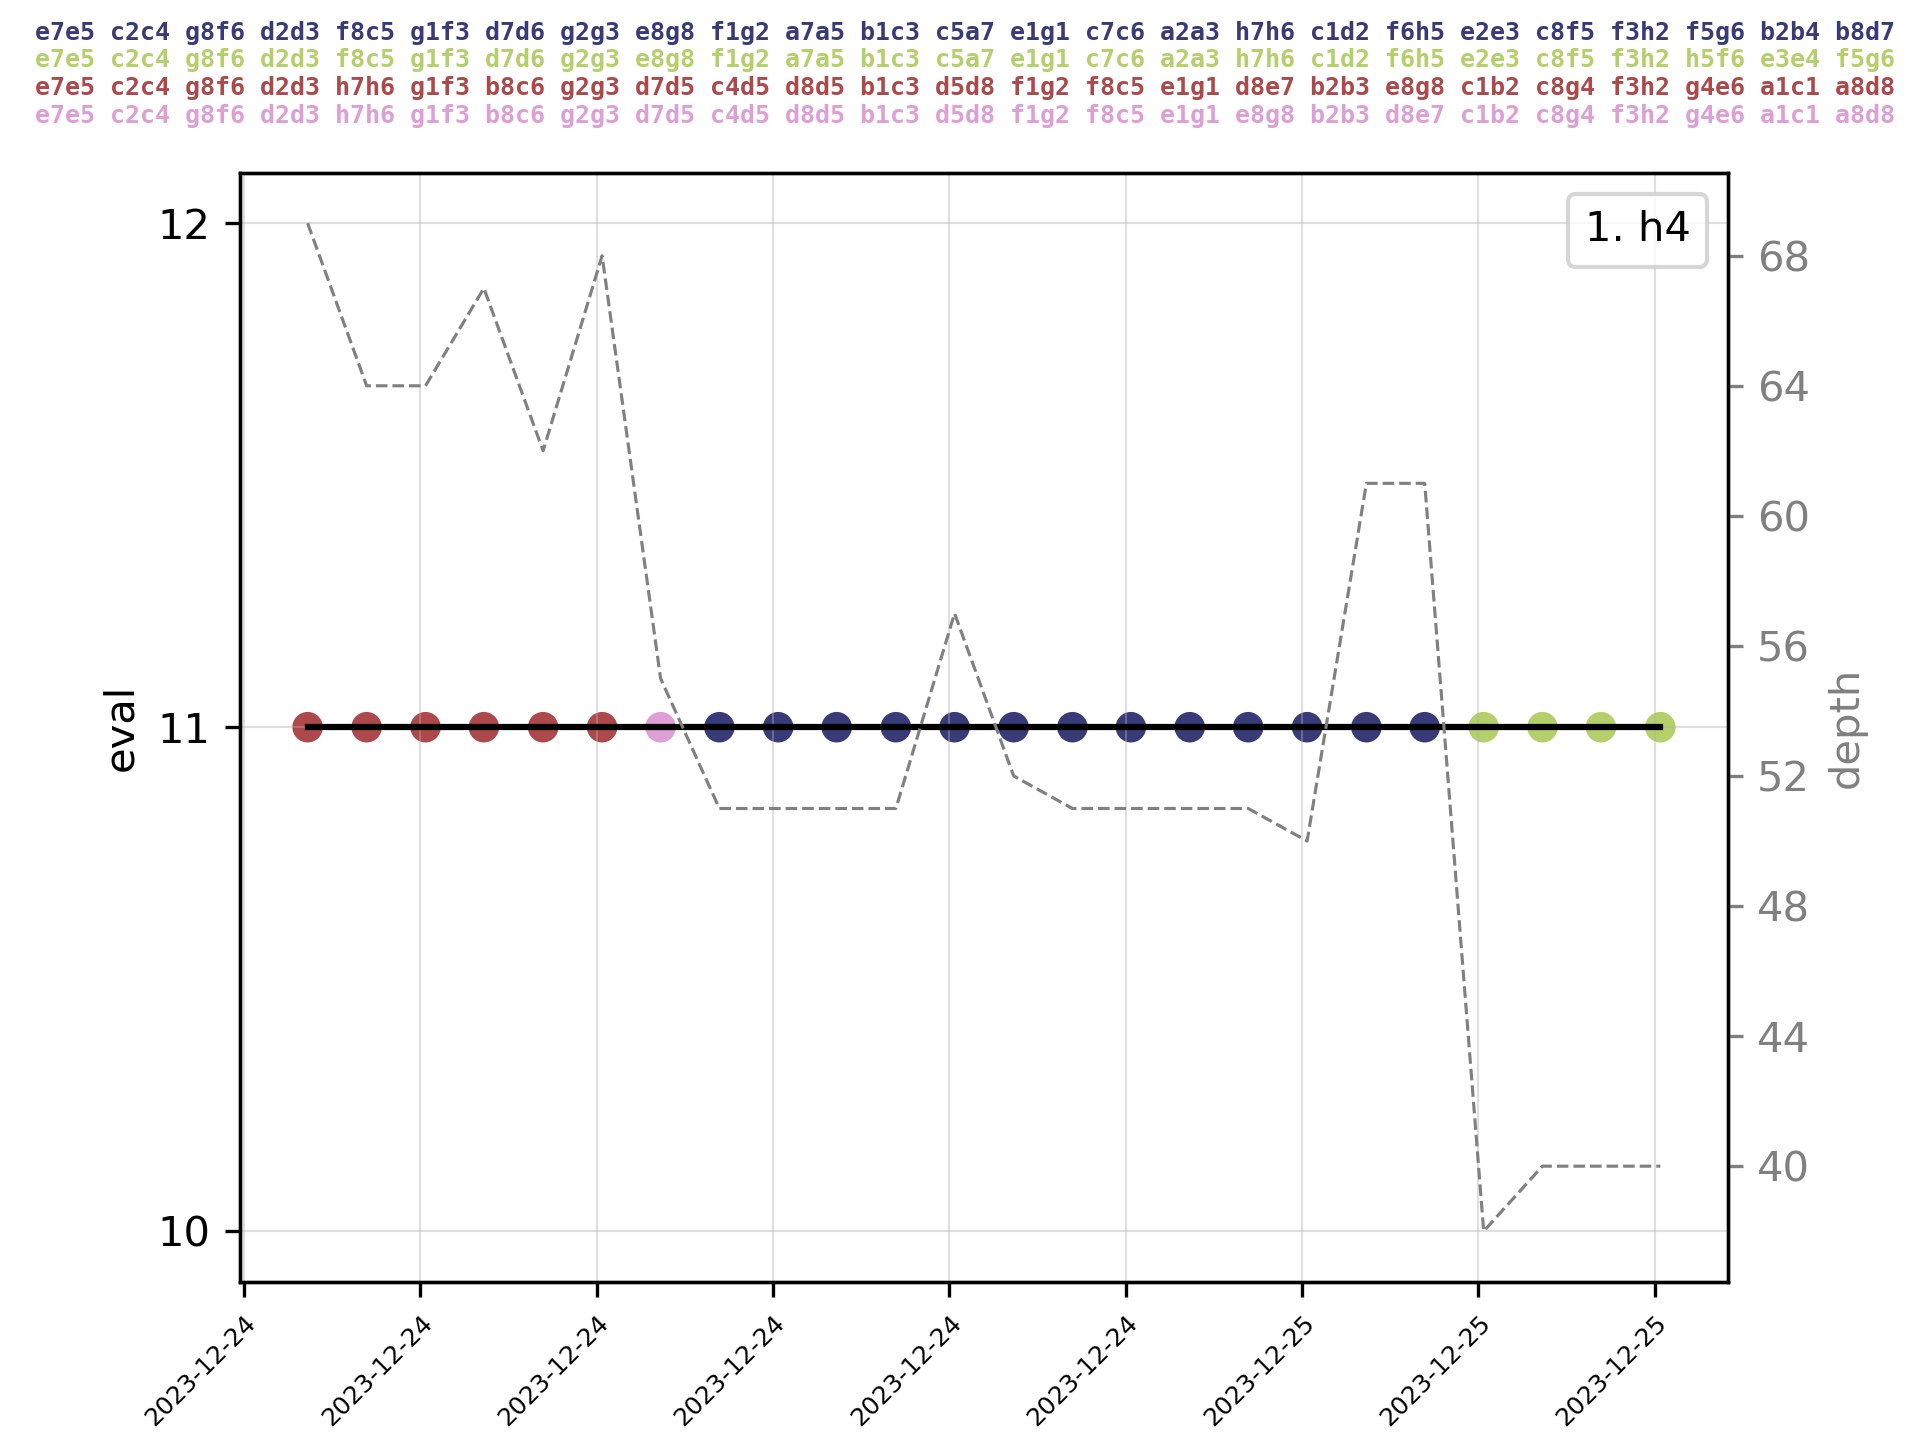 e7e5 c2c4 g8f6 d2d3 f8c5 g1f3 d7d6 g2g3 e8g8 f1g2 a7a5 b1c3 c5a7 e1g1 c7c6 a2a3 h7h6 c1d2 f6h5 e2e3 c8f5 f3h2 f5g6 b2b4 b8d7
e7e5 c2c4 g8f6 d2d3 f8c5 g1f3 d7d6 g2g3 e8g8 f1g2 a7a5 b1c3 c5a7 e1g1 c7c6 a2a3 h7h6 c1d2 f6h5 e2e3 c8f5 f3h2 h5f6 e3e4 f5g6
e7e5 c2c4 g8f6 d2d3 h7h6 g1f3 b8c6 g2g3 d7d5 c4d5 d8d5 b1c3 d5d8 f1g2 f8c5 e1g1 d8e7 b2b3 e8g8 c1b2 c8g4 f3h2 g4e6 a1c1 a8d8
e7e5 c2c4 g8f6 d2d3 h7h6 g1f3 b8c6 g2g3 d7d5 c4d5 d8d5 b1c3 d5d8 f1g2 f8c5 e1g1 e8g8 b2b3 d8e7 c1b2 c8g4 f3h2 g4e6 a1c1 a8d8
1. h4
12
11
10
eval
68
64
60
56
52
48
44
40
depth
2023-12-24
2023-12-24
2023-12-24
2023-12-24
2023-12-24
2023-12-24
2023-12-25
2023-12-25
2023-12-25